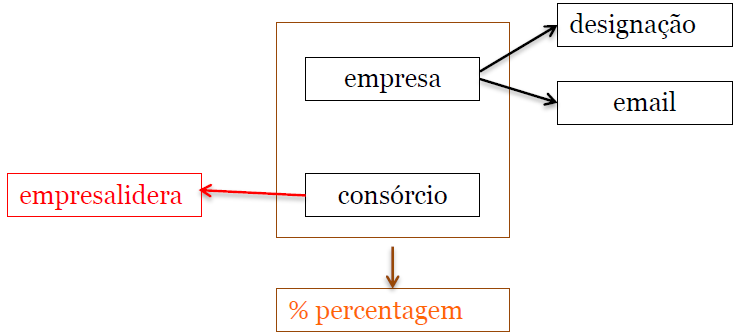 designação
empresa
email
empresalidera
consórcio
% percentagem